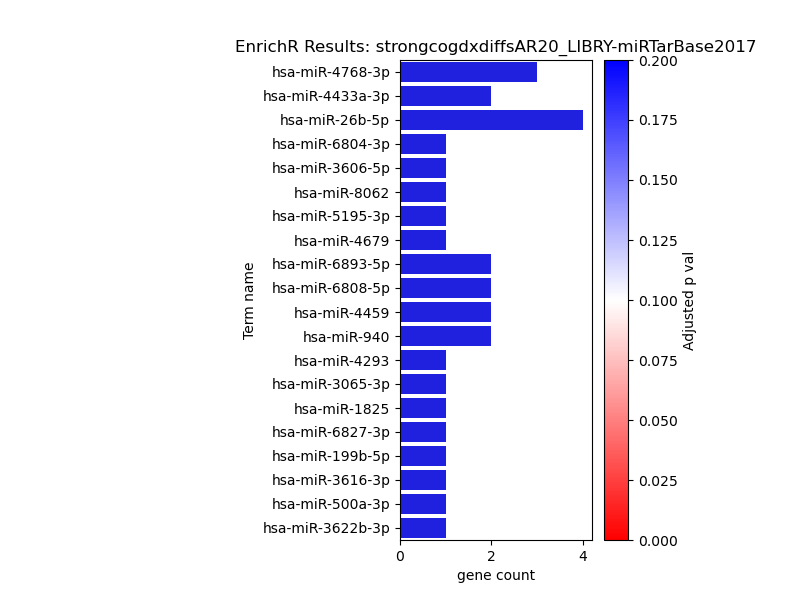 EnrichR Results: strongcogdxdiffsAR20_LIBRY-miRTarBase2017
hsa-miR-4768-3p
hsa-miR-4433a-3p
hsa-miR-26b-5p
hsa-miR-6804-3p
hsa-miR-3606-5p
hsa-miR-8062
hsa-miR-5195-3p
hsa-miR-4679
hsa-miR-6893-5p
hsa-miR-6808-5p
hsa-miR-4459
hsa-miR-940
hsa-miR-4293
hsa-miR-3065-3p
hsa-miR-1825
hsa-miR-6827-3p
hsa-miR-199b-5p
hsa-miR-3616-3p
hsa-miR-500a-3p
hsa-miR-3622b-3p
Term name
0 2 4
gene count
0.200
0.175
0.150
0.125
0.100
0.075
0.050
0.025
0.000
Adjusted p val